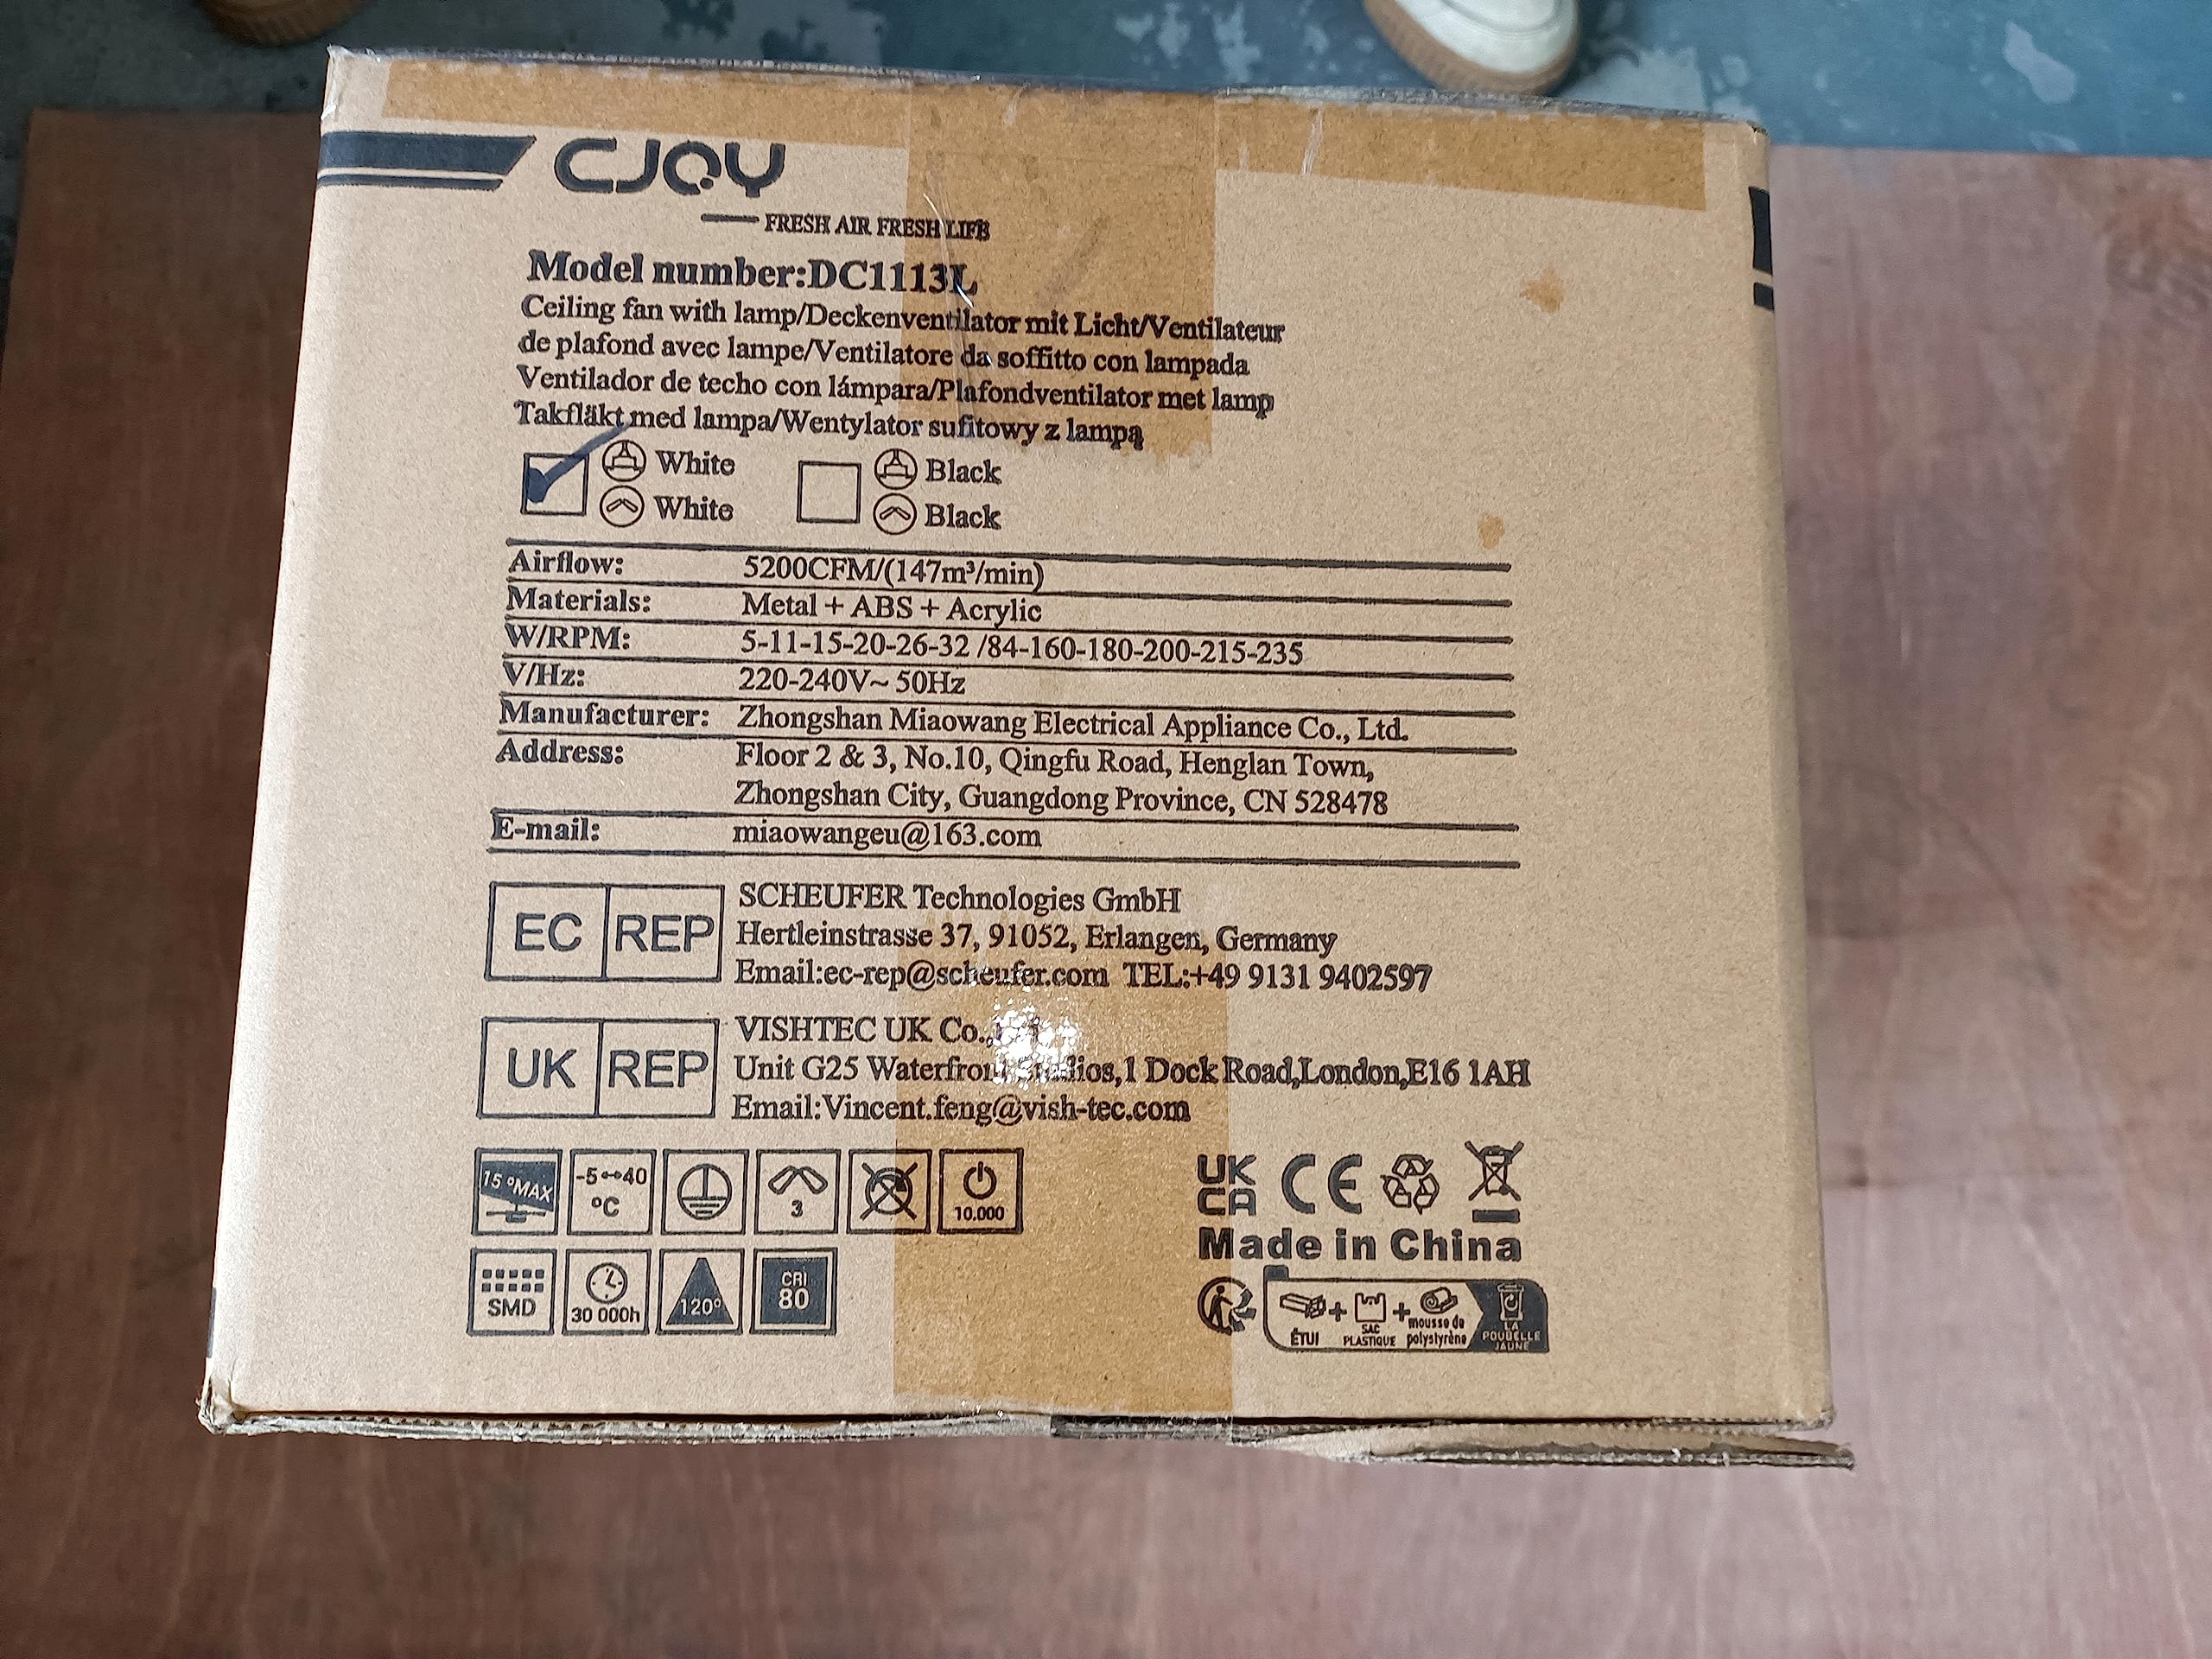 CJOY
FRESH AIR FRESH LIFE
Model number:DC1113L
Ceiling fan with lamp/Deckenventilator mit Licht/Ventilateur
de plafond avec lampe/Ventilatore da soffitto con lampada
Ventilador de techo con lámpara/Plafondventilator met lamp
Takfläkt med lampa/Wentylator sufitowy z lampą
White Black
White Black
Airflow: 5200CFM/(147m³/min)
Materials: Metal + ABS + Acrylic
W/RPM: 5-11-15-20-26-32 /84-160-180-200-215-235
V/Hz: 220-240V~ 50Hz
Manufacturer: Zhongshan Miaowang Electrical Appliance Co., Ltd.
Address: Floor 2 & 3, No.10, Qingfu Road, Henglan Town,
Zhongshan City, Guangdong Province, CN 528478
E-mail: miaowangeu@163.com
EC REP
SCHEUFER Technologies GmbH
Hertleinstrasse 37, 91052, Erlangen, Germany
Email:ec-rep@scheufer.com TEL:+49 9131 9402597
UK REP
VISHTEC UK Co.,
Unit G25 Waterfront Studios,1 Dock Road,London,E16 1AH
Email:Vincent.feng@vish-tec.com
15 ºMAX
-5↔40
ºC
3
10.000
SMD
30 000h
120º
CRI
80
UK
CA
CE
Made in China
ÉTUI + SAC PLASTIQUE + mousse de polystyrène
LA POUBELLE JAUNE